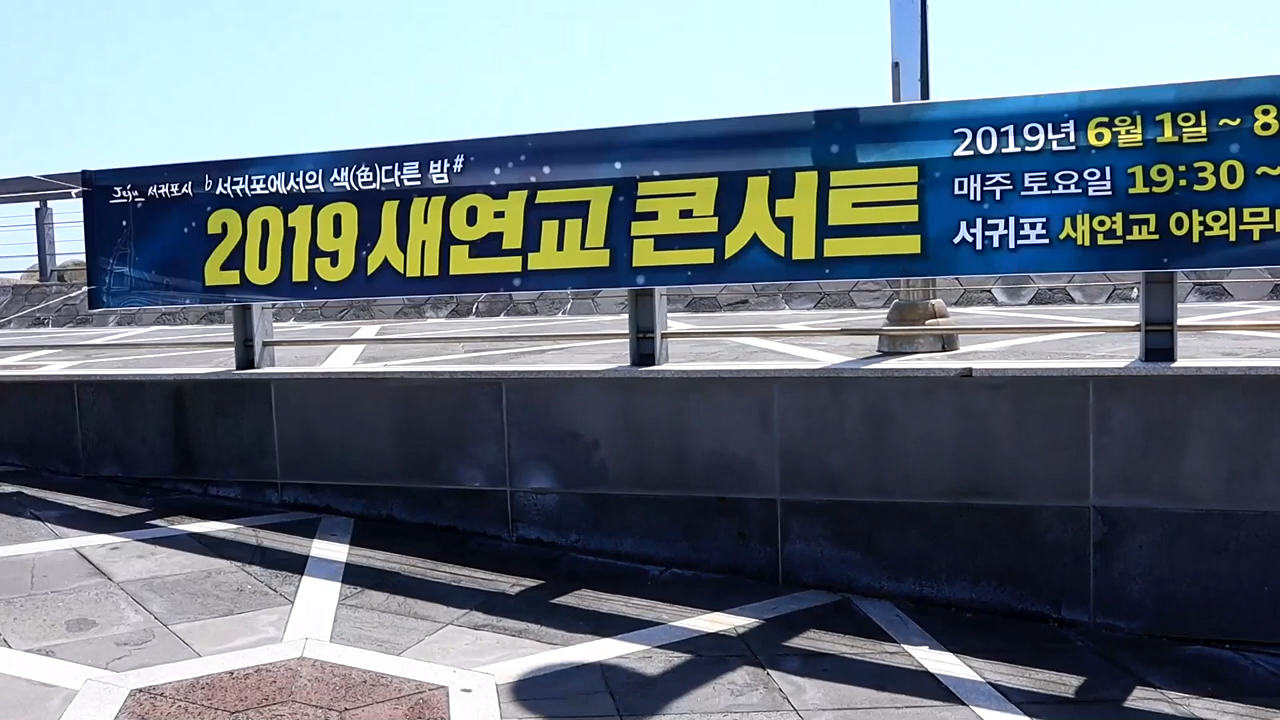 Jeju_ 서귀포시
♭서귀포에서의 색(色)다른 밤#
2019 새연교 콘서트
2019년 6월 1일 ~ 8
매주 토요일 19:30 ~
서귀포 새연교 야외무